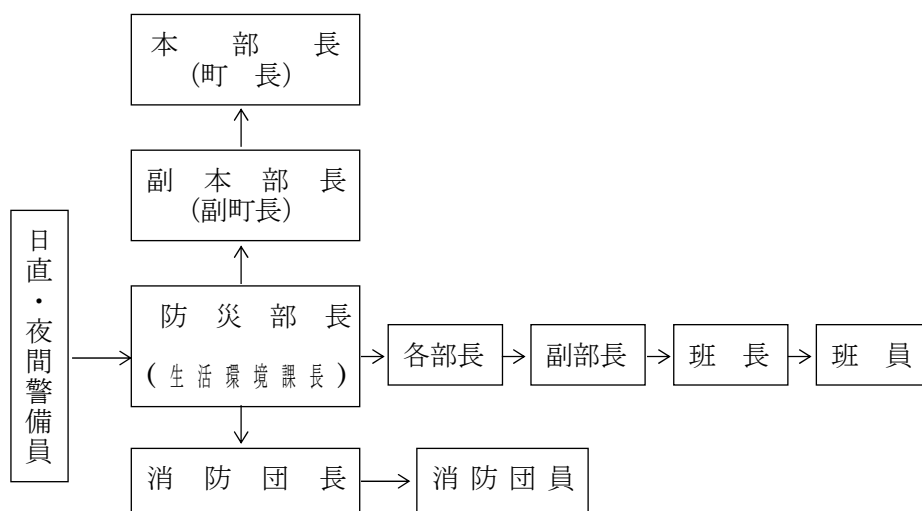 本部長
(町長)
副本部長
(副町長)
日直・夜間警備員
防災部長
(生活環境課長)
各部長
副部長
班長
班員
消防団長
消防団員